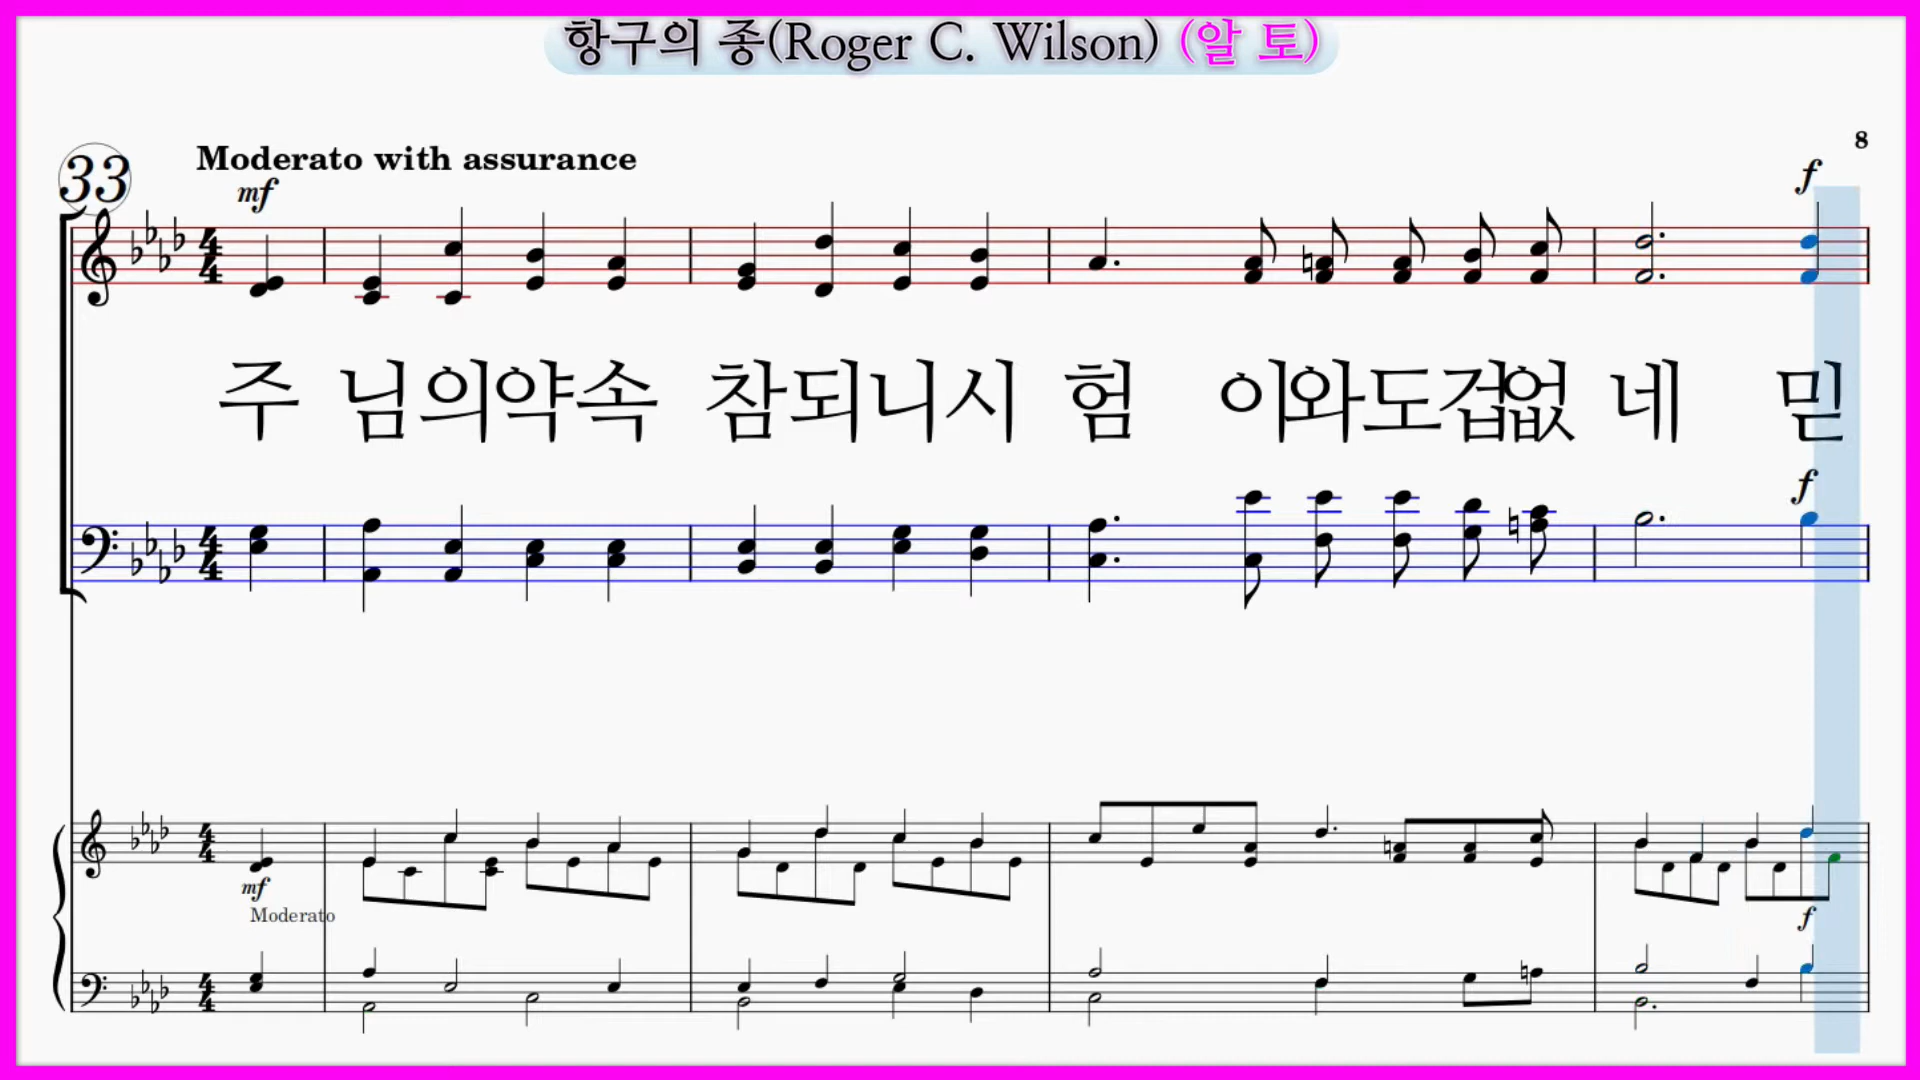 항구의 종(Roger C. Wilson) (알 토)
8
33
Moderato with assurance
mf
f
주 님의약속 참되니시 험 이와도겁없 네 믿
f
mf
Moderato
f